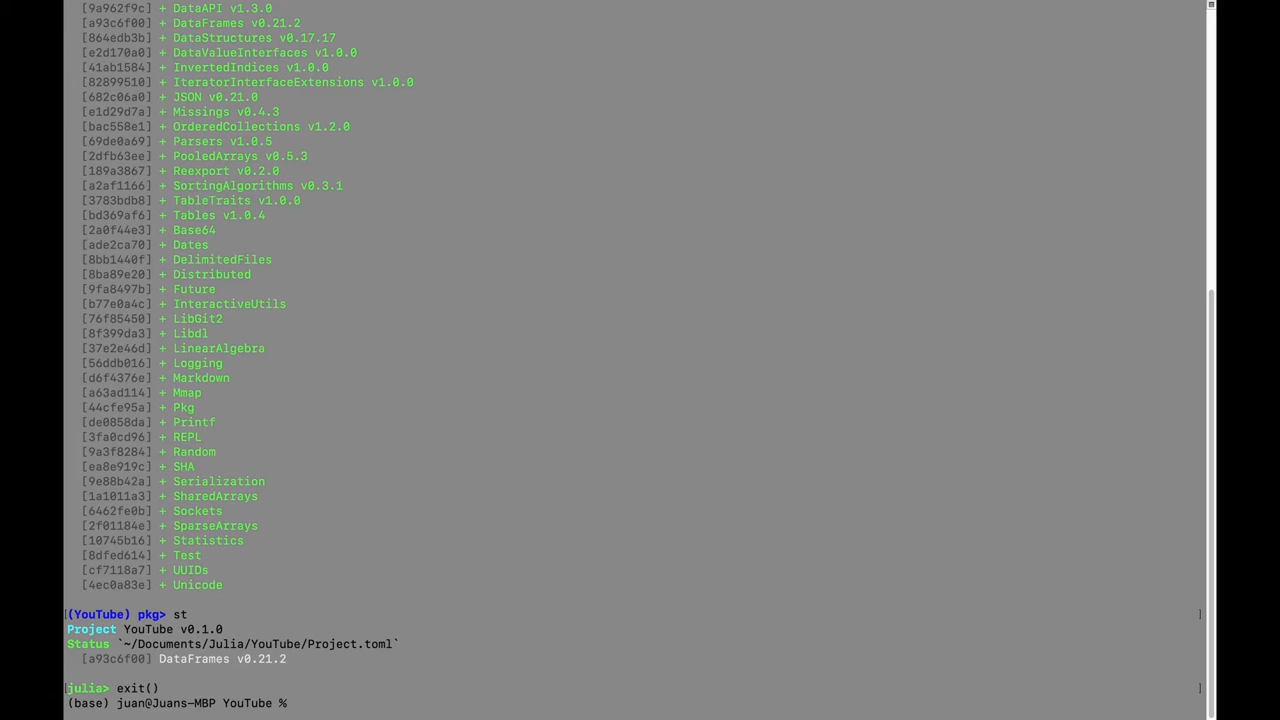 [9a962f9c] + DataAPI v1.3.0
[a93c6f00] + DataFrames v0.21.2
[864edb3b] + DataStructures v0.17.17
[e2d170a0] + DataValueInterfaces v1.0.0
[41ab1584] + InvertedIndices v1.0.0
[82899510] + IteratorInterfaceExtensions v1.0.0
[682c06a0] + JSON v0.21.0
[e1d29d7a] + Missings v0.4.3
[bac558e1] + OrderedCollections v1.2.0
[69de0a69] + Parsers v1.0.5
[2dfb63ee] + PooledArrays v0.5.3
[189a3867] + Reexport v0.2.0
[a2af1166] + SortingAlgorithms v0.3.1
[3783bdb8] + TableTraits v1.0.0
[bd369af6] + Tables v1.0.4
[2a0f44e3] + Base64
[ade2ca70] + Dates
[8bb1440f] + DelimitedFiles
[8ba89e20] + Distributed
[9fa8497b] + Future
[b77e0a4c] + InteractiveUtils
[76f85450] + LibGit2
[8f399da3] + Libdl
[37e2e46d] + LinearAlgebra
[56ddb016] + Logging
[d6f4376e] + Markdown
[a63ad114] + Mmap
[44cfe95a] + Pkg
[de0858da] + Printf
[3fa0cd96] + REPL
[9a3f8284] + Random
[ea8e919c] + SHA
[9e88b42a] + Serialization
[1a1011a3] + SharedArrays
[6462fe0b] + Sockets
[2f01184e] + SparseArrays
[10745b16] + Statistics
[8dfed614] + Test
[cf7118a7] + UUIDs
[4ec0a83e] + Unicode
[(YouTube) pkg> st ]
Project YouTube v0.1.0
Status `~/Documents/Julia/YouTube/Project.toml`
[a93c6f00] DataFrames v0.21.2
[julia> exit() ]
(base) juan@Juans-MBP YouTube %